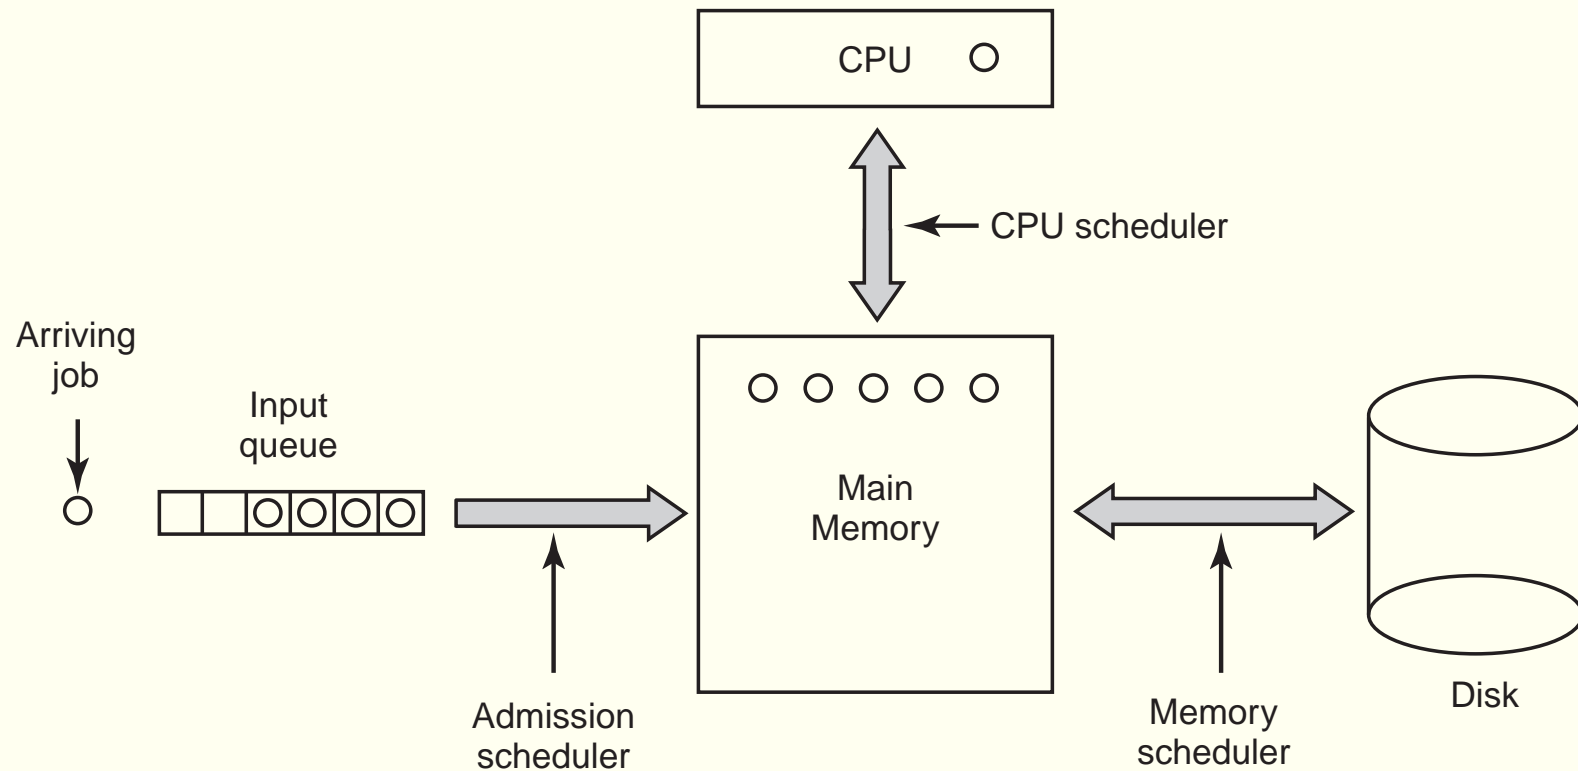 CPU
CPU scheduler
Arriving
job
Input
queue
Main
Memory
Admission
scheduler
Memory
scheduler
Disk